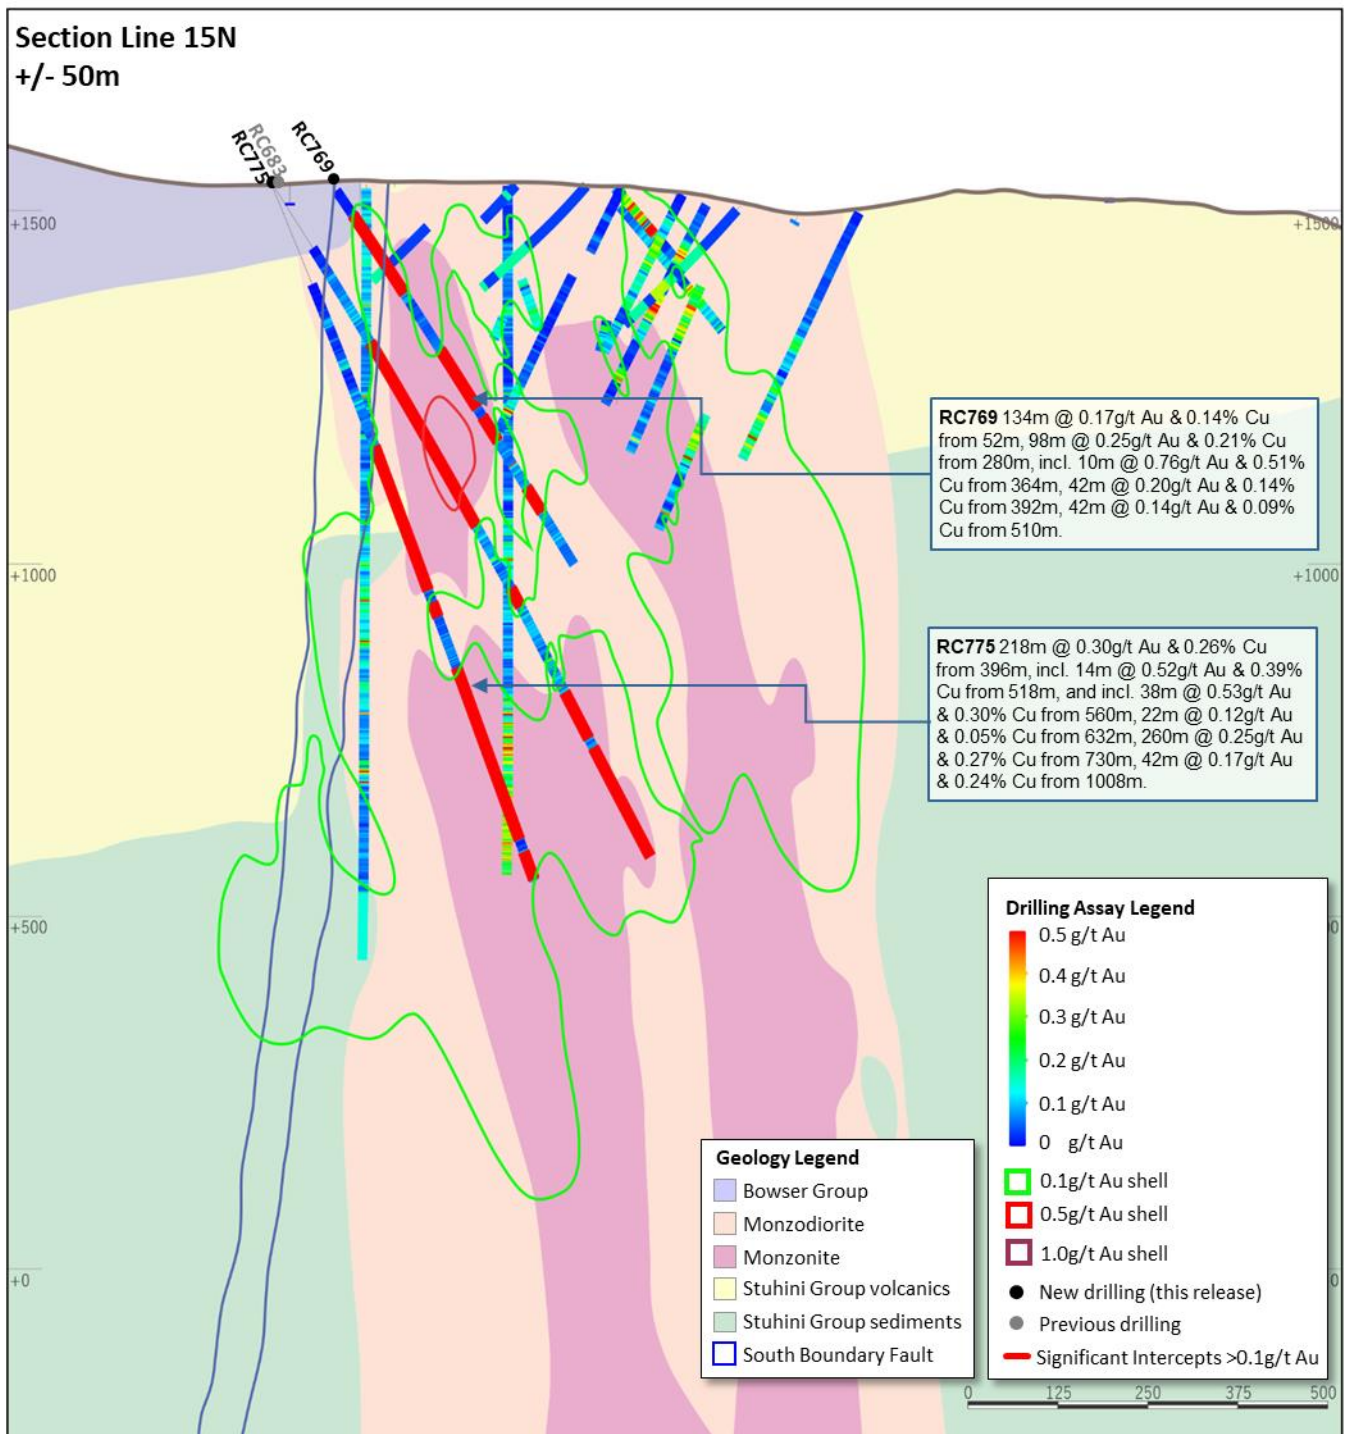 Section Line 15N
+/- 50m
RC775
RC683
RC769
+1500
+1500
RC769 134m @ 0.17g/t Au & 0.14% Cu
from 52m, 98m @ 0.25g/t Au & 0.21% Cu
from 280m, incl. 10m @ 0.76g/t Au & 0.51%
Cu from 364m, 42m @ 0.20g/t Au & 0.14%
Cu from 392m, 42m @ 0.14g/t Au & 0.09%
Cu from 510m.
+1000
+1000
RC775 218m @ 0.30g/t Au & 0.26% Cu
from 396m, incl. 14m @ 0.52g/t Au & 0.39%
Cu from 518m, and incl. 38m @ 0.53g/t Au
& 0.30% Cu from 560m, 22m @ 0.12g/t Au
& 0.05% Cu from 632m, 260m @ 0.25g/t Au
& 0.27% Cu from 730m, 42m @ 0.17g/t Au
& 0.24% Cu from 1008m.
+500
0
Drilling Assay Legend
0.5 g/t Au
0.4 g/t Au
0.3 g/t Au
0.2 g/t Au
0.1 g/t Au
0 g/t Au
0.1g/t Au shell
0.5g/t Au shell
1.0g/t Au shell
New drilling (this release)
Previous drilling
Significant Intercepts >0.1g/t Au
Geology Legend
Bowser Group
Monzodiorite
Monzonite
Stuhini Group volcanics
Stuhini Group sediments
South Boundary Fault
+0
0
0 125 250 375 500